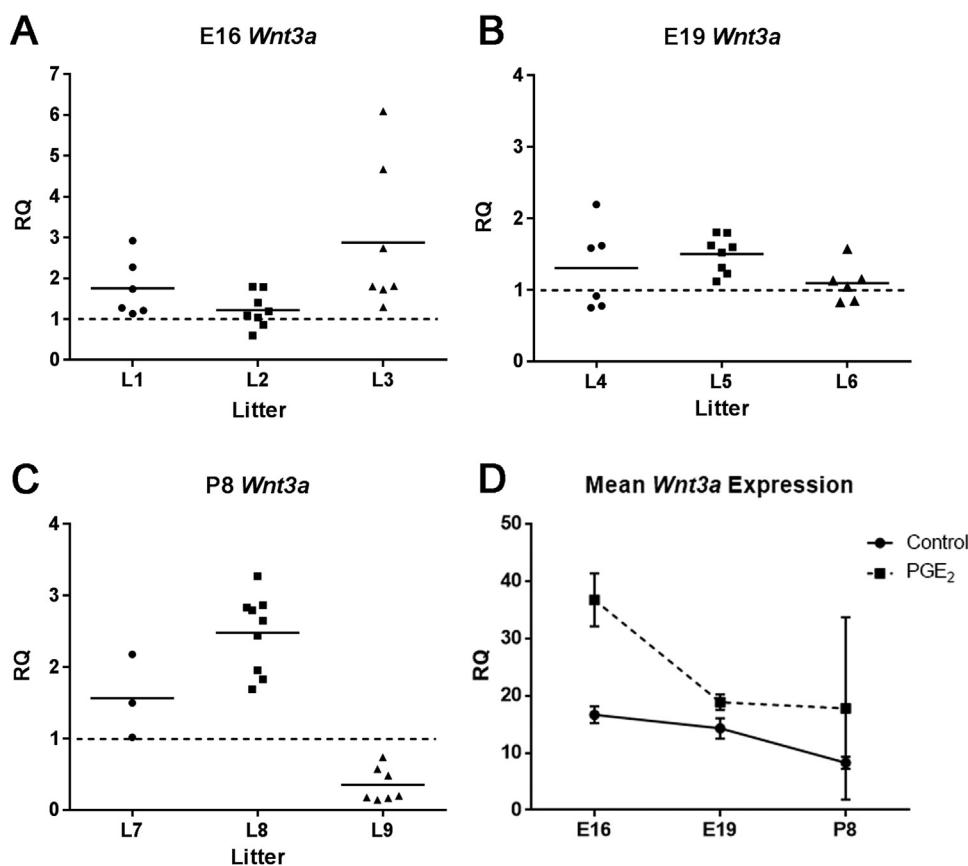 A
E16 Wnt3a
7
6
5
4
3
2
1
0
RQ
L1 L2 L3
Litter
B
E19 Wnt3a
4
3
2
1
0
RQ
L4 L5 L6
Litter
C
P8 Wnt3a
4
3
2
1
0
RQ
L7 L8 L9
Litter
D
Mean Wnt3a Expression
50
40
30
20
10
0
RQ
E16 E19 P8
Control
PGE₂